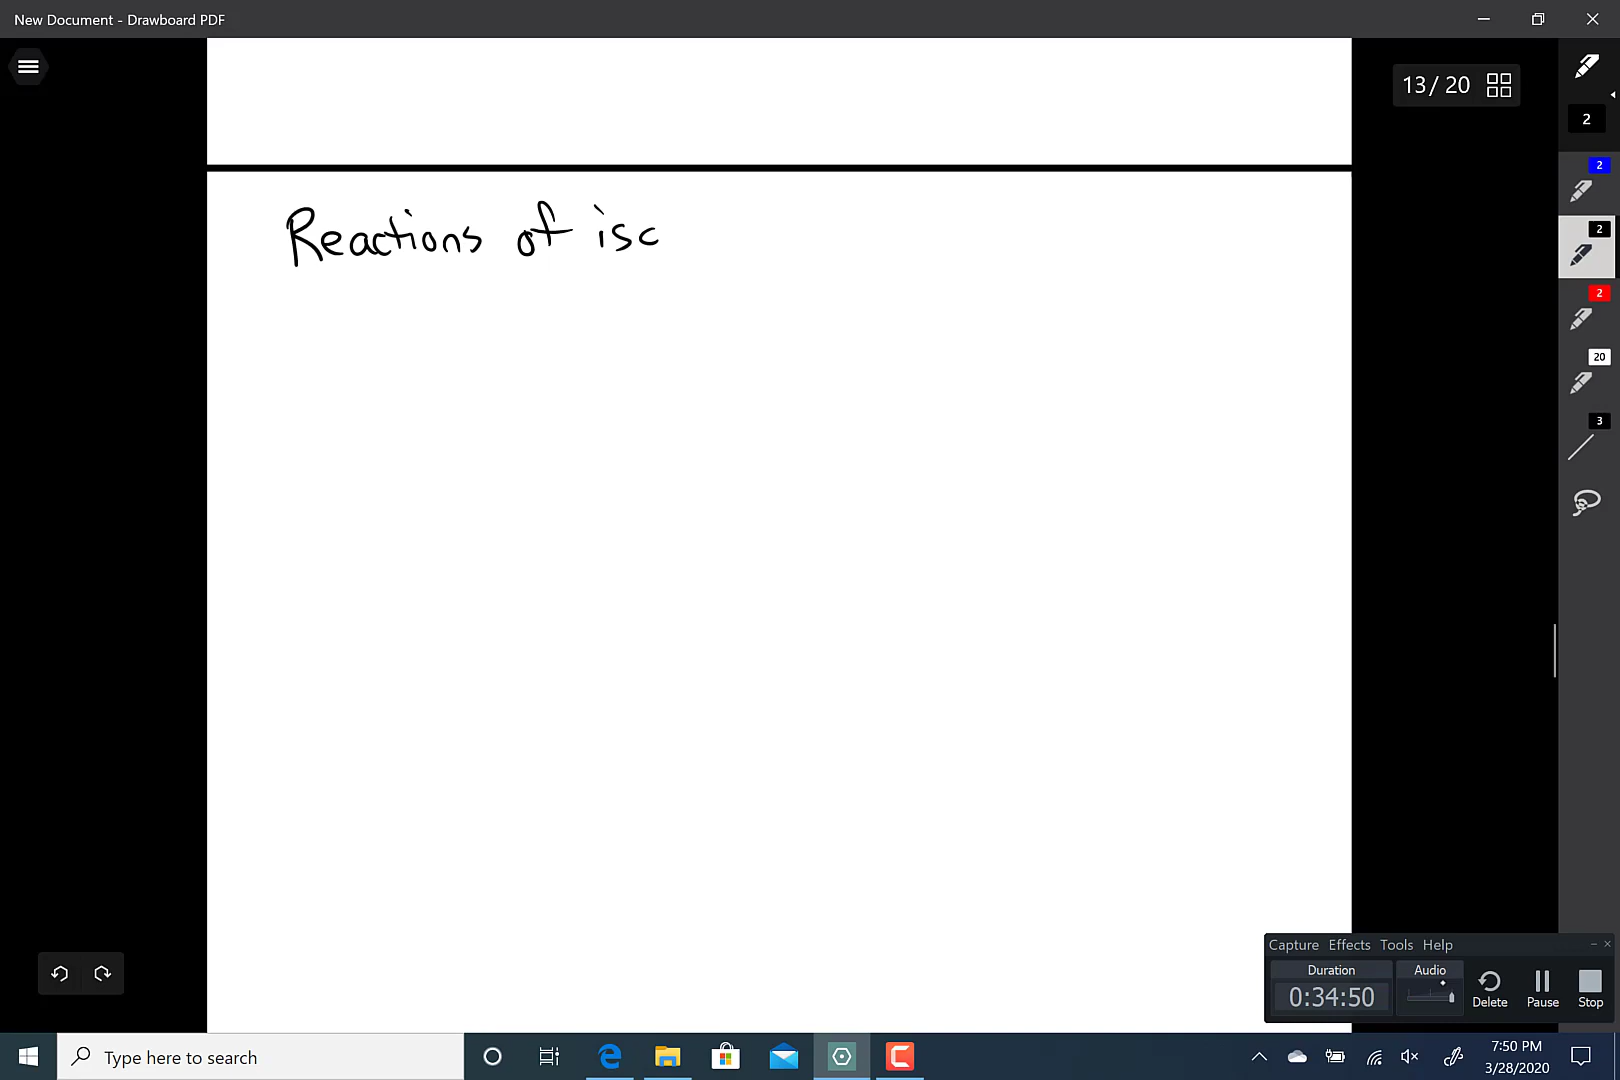 New Document - Drawboard PDF
13/ 20
2
2
2
2
20
3
Reactions of isc
Capture Effects Tools Help
Duration
Audio
0:34:50
Delete
Pause
Stop
Type here to search
7:50 PM
3/28/2020